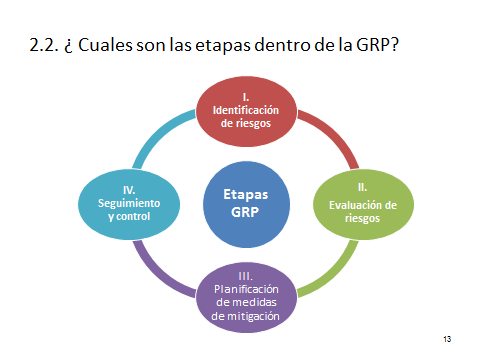 2.2. ¿ Cuales son las etapas dentro de la GRP?
I.
Identificación
de riesgos
II.
Evaluación de
riesgos
III.
Planificación
de medidas
de mitigación
IV.
Seguimiento
y control
Etapas
GRP
13